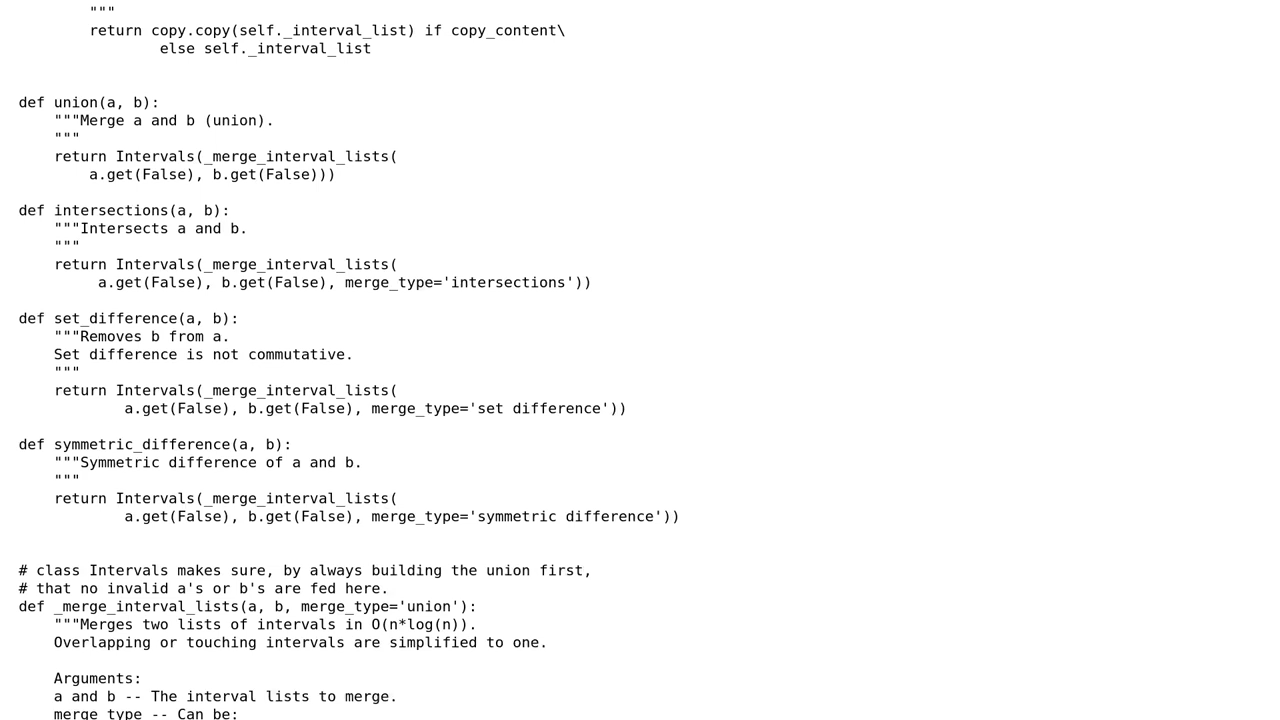 """
        return copy.copy(self._interval_list) if copy_content\
                else self._interval_list


def union(a, b):
    """Merge a and b (union).
    """
    return Intervals(_merge_interval_lists(
        a.get(False), b.get(False)))

def intersections(a, b):
    """Intersects a and b.
    """
    return Intervals(_merge_interval_lists(
         a.get(False), b.get(False), merge_type='intersections'))

def set_difference(a, b):
    """Removes b from a.
    Set difference is not commutative.
    """
    return Intervals(_merge_interval_lists(
            a.get(False), b.get(False), merge_type='set difference'))

def symmetric_difference(a, b):
    """Symmetric difference of a and b.
    """
    return Intervals(_merge_interval_lists(
            a.get(False), b.get(False), merge_type='symmetric difference'))


# class Intervals makes sure, by always building the union first,
# that no invalid a's or b's are fed here.
def _merge_interval_lists(a, b, merge_type='union'):
    """Merges two lists of intervals in O(n*log(n)).
    Overlapping or touching intervals are simplified to one.

    Arguments:
    a and b -- The interval lists to merge.
    merge_type -- Can be: